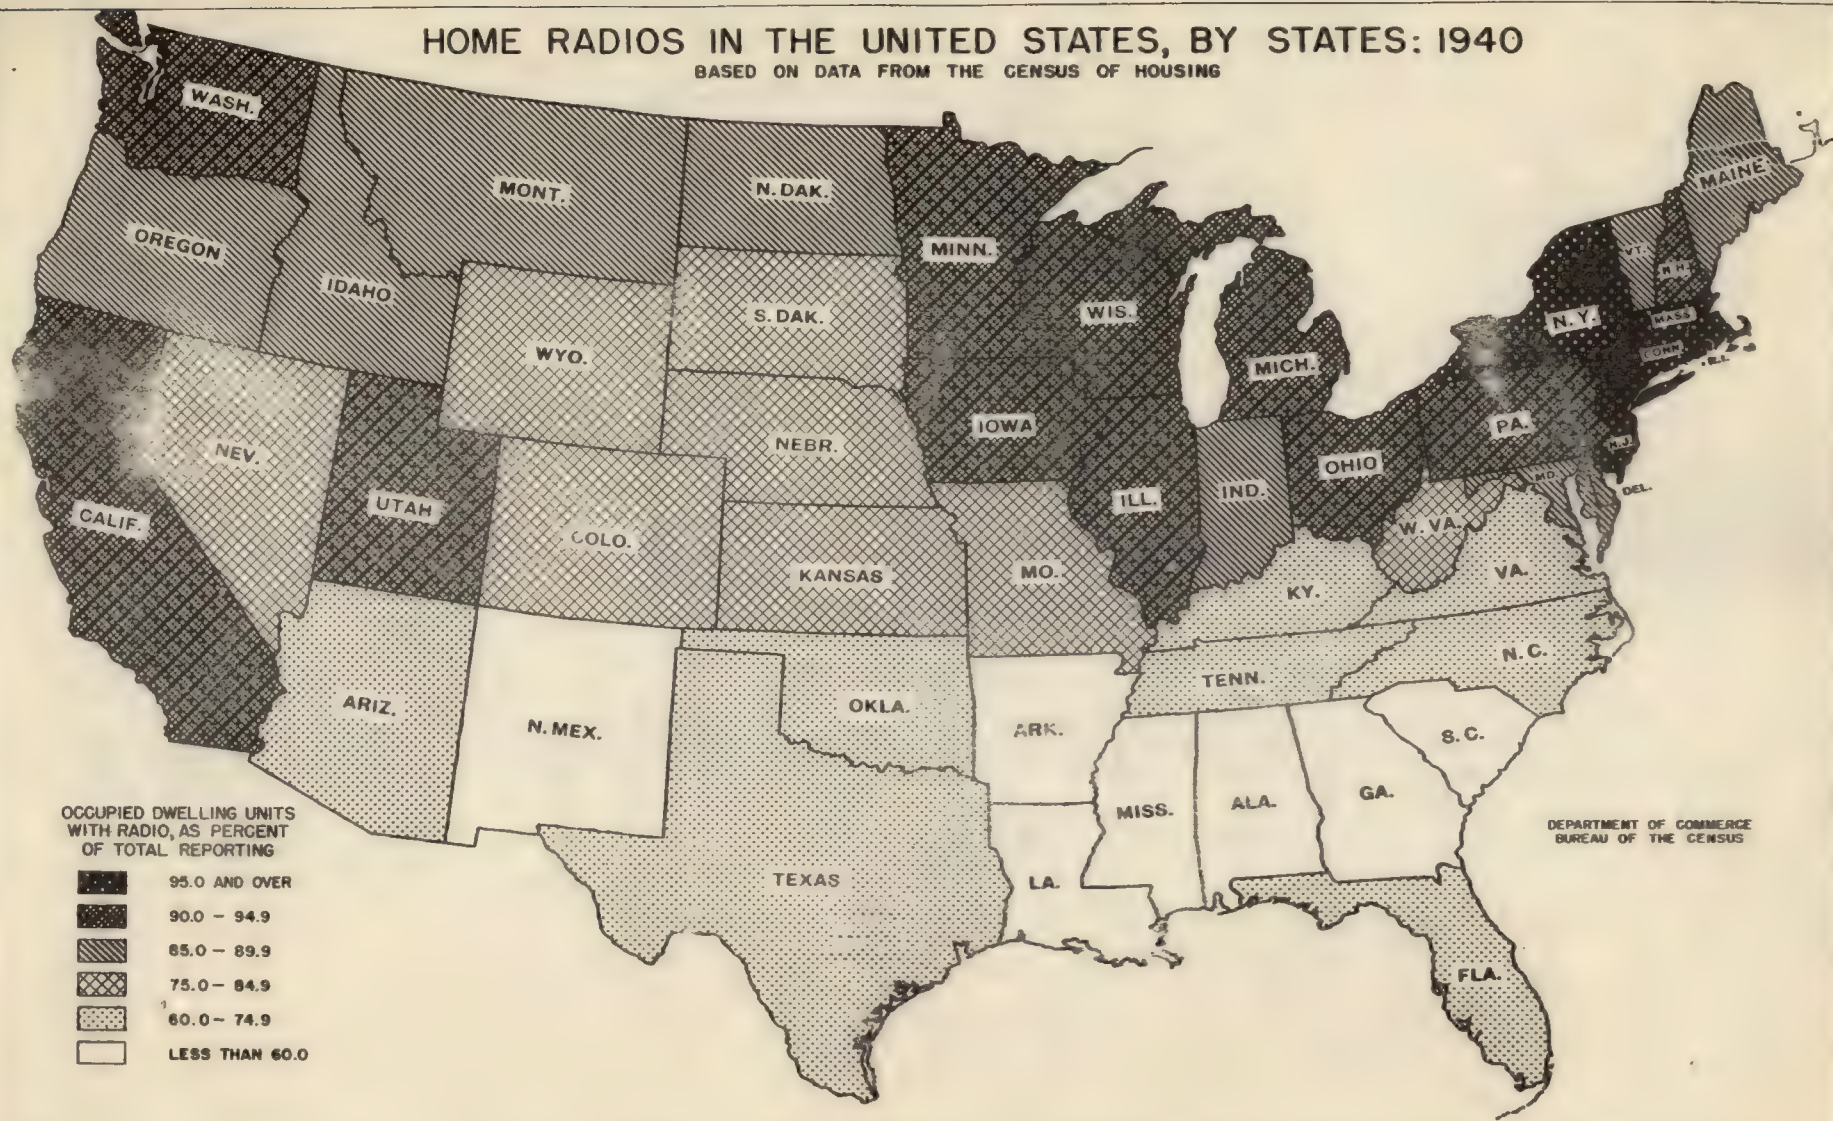 HOME RADIOS IN THE UNITED STATES, BY STATES: 1940
BASED ON DATA FROM THE CENSUS OF HOUSING
WASH.
OREGON
IDAHO
MONT.
N. DAK.
MINN.
WIS.
MICH.
N.Y.
VT.
N.H.
MAINE
MASS
CONN.
R.I.
CALIF.
NEV.
UTAH
WYO.
COLO.
S. DAK.
NEBR.
KANSAS
IOWA
MO.
ILL.
IND.
OHIO
PA.
N.J.
DEL.
MD.
W. VA.
VA.
KY.
TENN.
N. C.
S. C.
ARIZ.
N. MEX.
OKLA.
TEXAS
ARK.
LA.
MISS.
ALA.
GA.
FLA.
OCCUPIED DWELLING UNITS
WITH RADIO, AS PERCENT
OF TOTAL REPORTING
95.0 AND OVER
90.0 – 94.9
85.0 – 89.9
75.0 – 84.9
60.0 – 74.9
LESS THAN 60.0
DEPARTMENT OF COMMERCE
BUREAU OF THE CENSUS